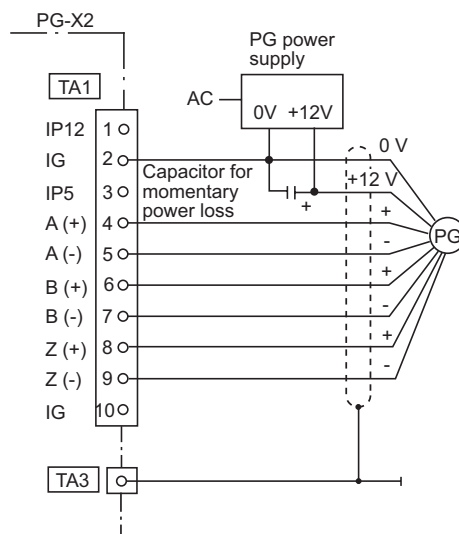 PG-X2
PG power
supply
TA1
AC
0V +12V
IP12 1
IG 2
0 V
Capacitor for
momentary
power loss
+
+12 V
IP5 3
A (+) 4 +
PG
A (-) 5 -
B (+) 6 +
B (-) 7 -
Z (+) 8 +
Z (-) 9 -
IG 10
TA3